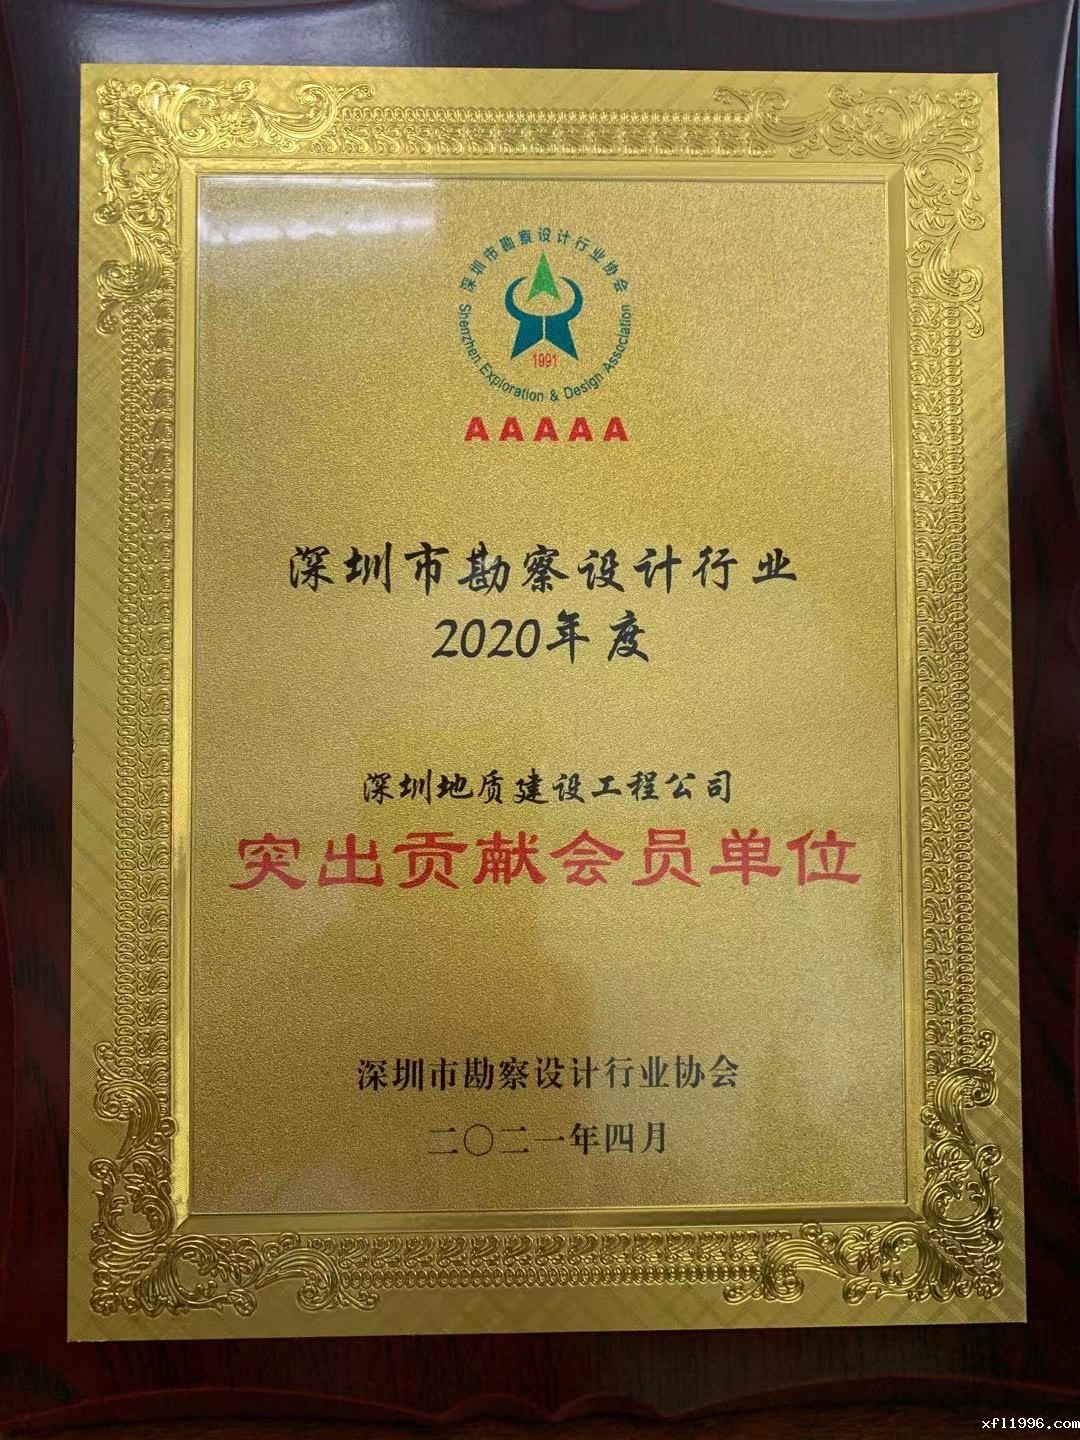 深圳市勘察设计行业协会
Shenzhen Exploration & Design Association
1991
AAAAA
深圳市勘察设计行业
2020年度
深圳地质建设工程公司
突出贡献会员单位
深圳市勘察设计行业协会
二〇二一年四月
xfl1996.com